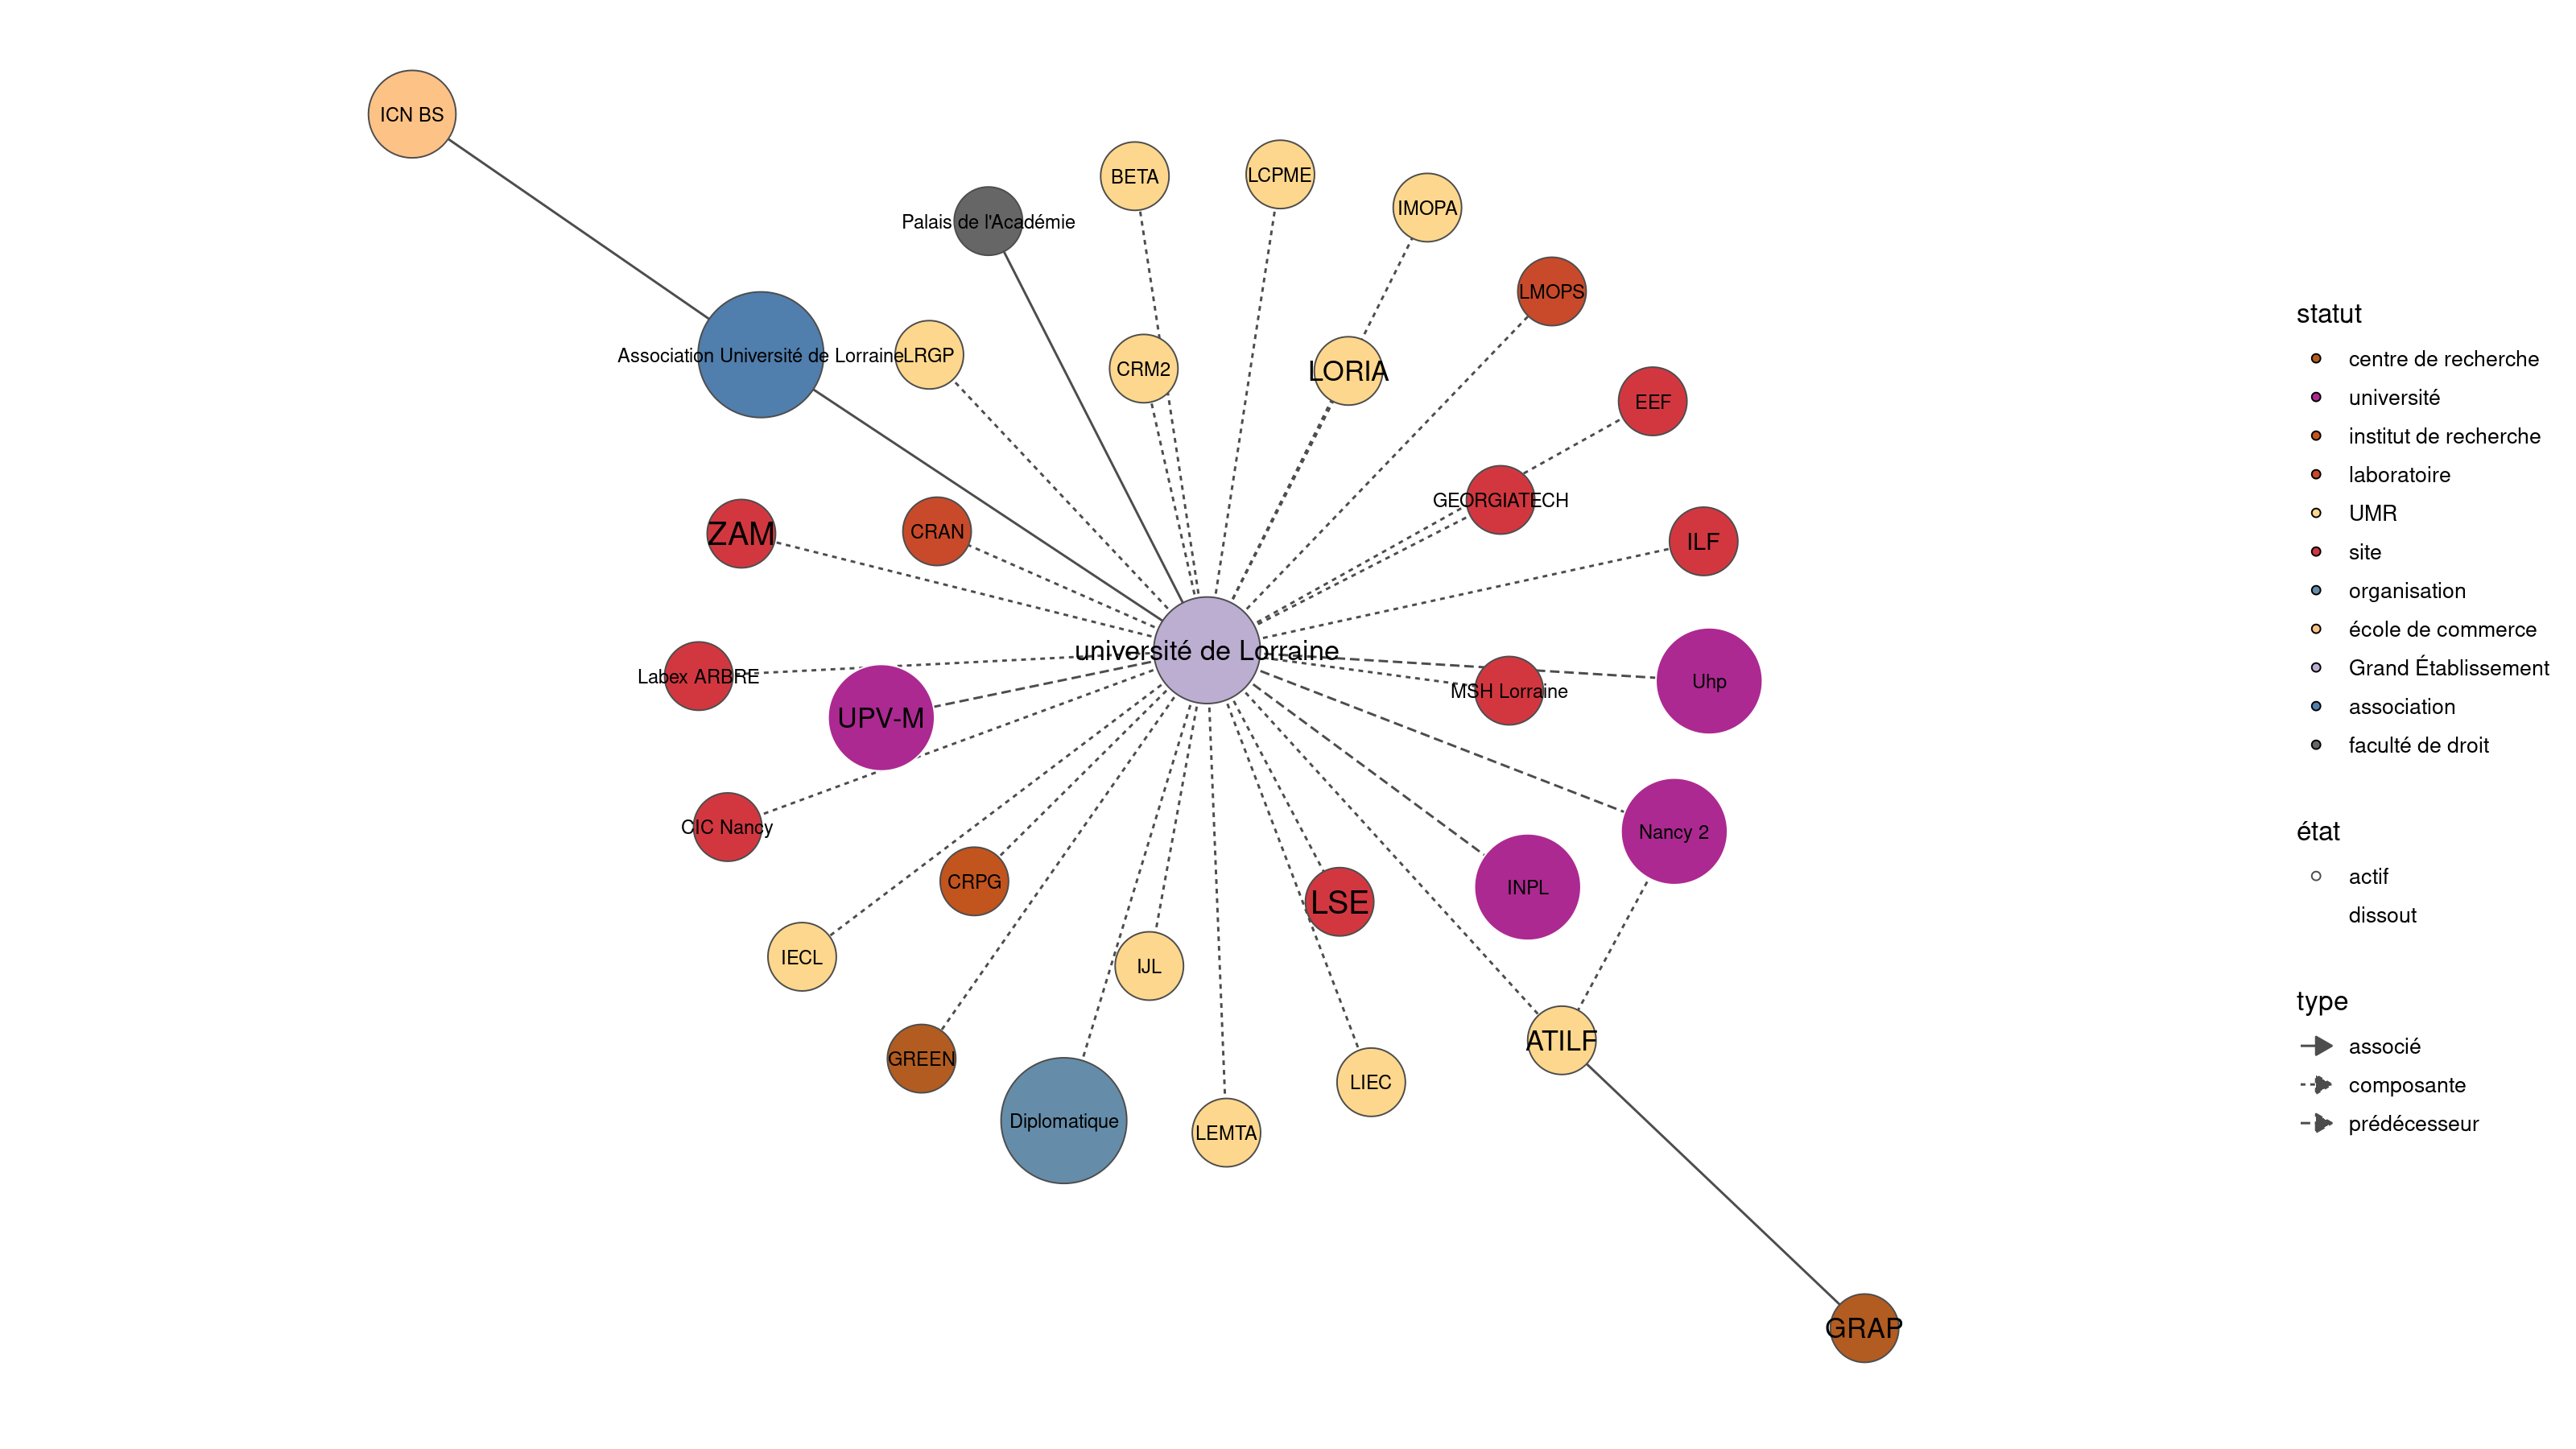 ICN BS
BETA
LCPME
IMOPA
Palais de l'Académie
LMOPS
Association Université de Lorraine
LRGP
CRM2
LORIA
EEF
GEORGIATECH
ZAM
CRAN
ILF
université de Lorraine
Labex ARBRE
UPV-M
MSH Lorraine
Uhp
CIC Nancy
Nancy 2
CRPG
LSE
INPL
IECL
IJL
GREEN
ATILF
LIEC
Diplomatique
LEMTA
GRAP
statut
centre de recherche
université
institut de recherche
laboratoire
UMR
site
organisation
école de commerce
Grand Établissement
association
faculté de droit
état
actif
dissout
type
associé
composante
prédécesseur